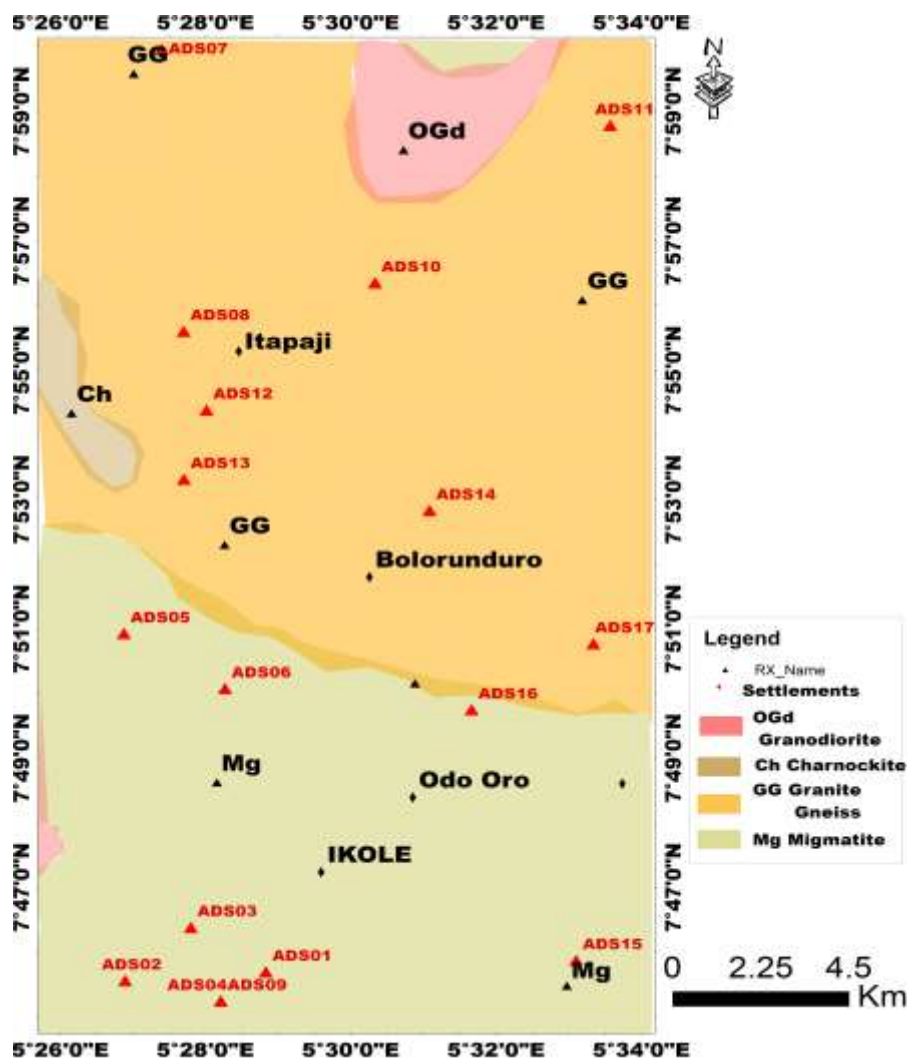 5°26'0"E 5°28'0"E 5°30'0"E 5°32'0"E 5°34'0"E
N
ADS07
GG
7°59'0"N
7°59'0"N
ADS11
OGd
7°57'0"N
7°57'0"N
ADS10
GG
ADS08
Itapaji
7°55'0"N
7°55'0"N
Ch
ADS12
ADS13
ADS14
7°53'0"N
7°53'0"N
GG
Bolorunduro
ADS05
ADS17
7°51'0"N
7°51'0"N
ADS06
ADS16
Mg
Odo Oro
7°49'0"N
7°49'0"N
IKOLE
7°47'0"N
7°47'0"N
ADS03
ADS01
ADS15
ADS02
ADS04ADS09
Mg
5°26'0"E 5°28'0"E 5°30'0"E 5°32'0"E 5°34'0"E
Legend
RX_Name
Settlements
OGd
Granodiorite
Ch Charnockite
GG Granite
Gneiss
Mg Migmatite
0 2.25 4.5
Km